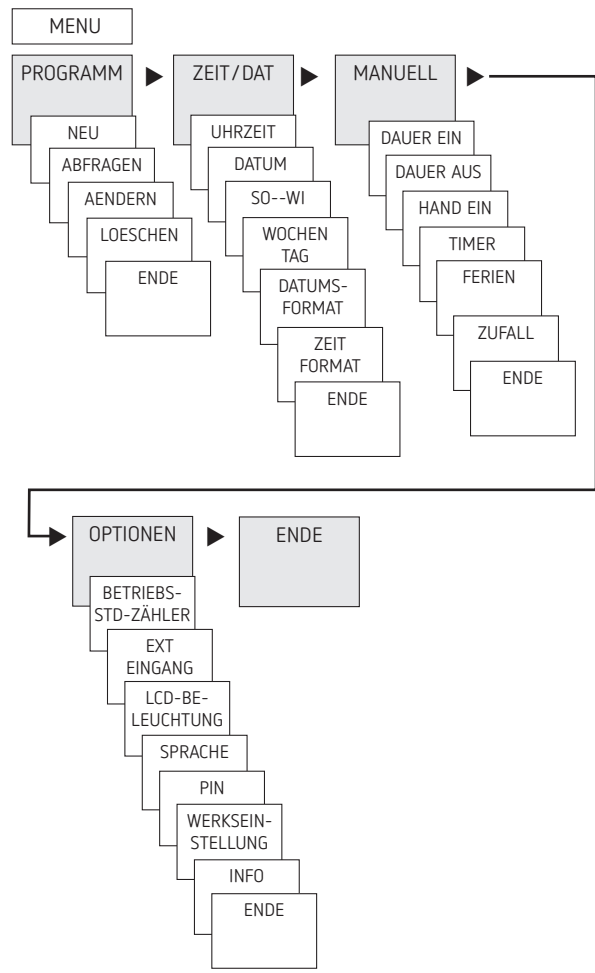 MENU
PROGRAMM
NEU
ABFRAGEN
AENDERN
LOESCHEN
ENDE
ZEIT/DAT
UHRZEIT
DATUM
SO--WI
WOCHEN
TAG
DATUMS-
FORMAT
ZEIT
FORMAT
ENDE
MANUELL
DAUER EIN
DAUER AUS
HAND EIN
TIMER
FERIEN
ZUFALL
ENDE
OPTIONEN
BETRIEBS-
STD-ZÄHLER
EXT
EINGANG
LCD-BE-
LEUCHTUNG
SPRACHE
PIN
WERKSEIN-
STELLUNG
INFO
ENDE
ENDE